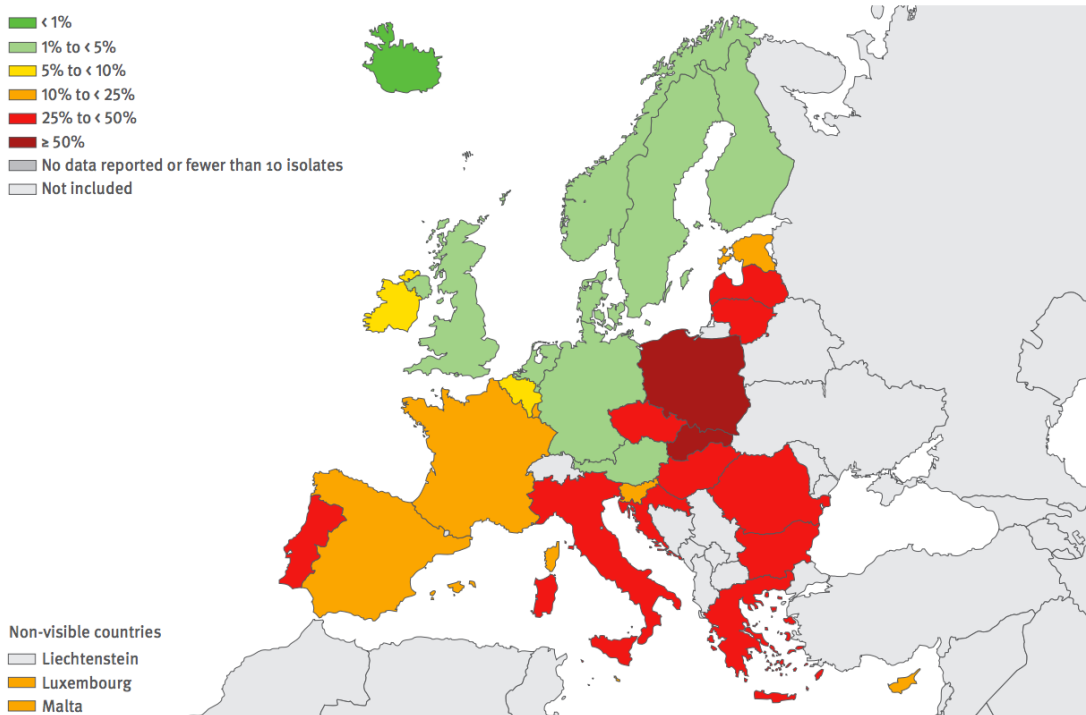 < 1%
1% to < 5%
5% to < 10%
10% to < 25%
25% to < 50%
≥ 50%
No data reported or fewer than 10 isolates
Not included
Non-visible countries
Liechtenstein
Luxembourg
Malta